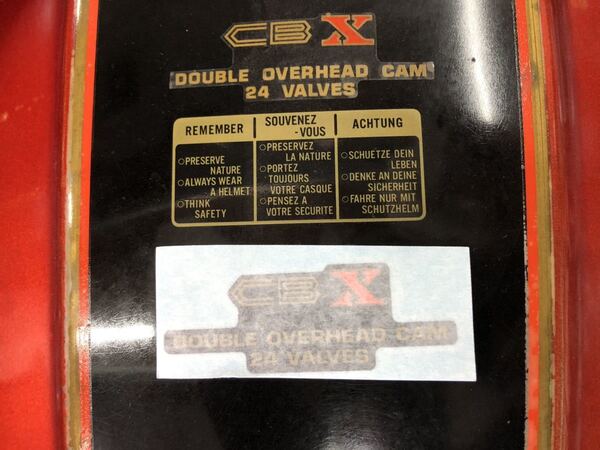 CBX
DOUBLE OVERHEAD CAM
24 VALVES
REMEMBER
○PRESERVE
NATURE
○ALWAYS WEAR
A HELMET
○THINK
SAFETY
SOUVENEZ
-VOUS
○PRESERVEZ
LA NATURE
○PORTEZ
TOUJOURS
VOTRE CASQUE
○PENSEZ A
VOTRE SECURITE
ACHTUNG
○SCHUETZE DEIN
LEBEN
○DENKE AN DEINE
SICHERHEIT
○FAHRE NUR MIT
SCHUTZHELM
CBX
DOUBLE OVERHEAD CAM
24 VALVES